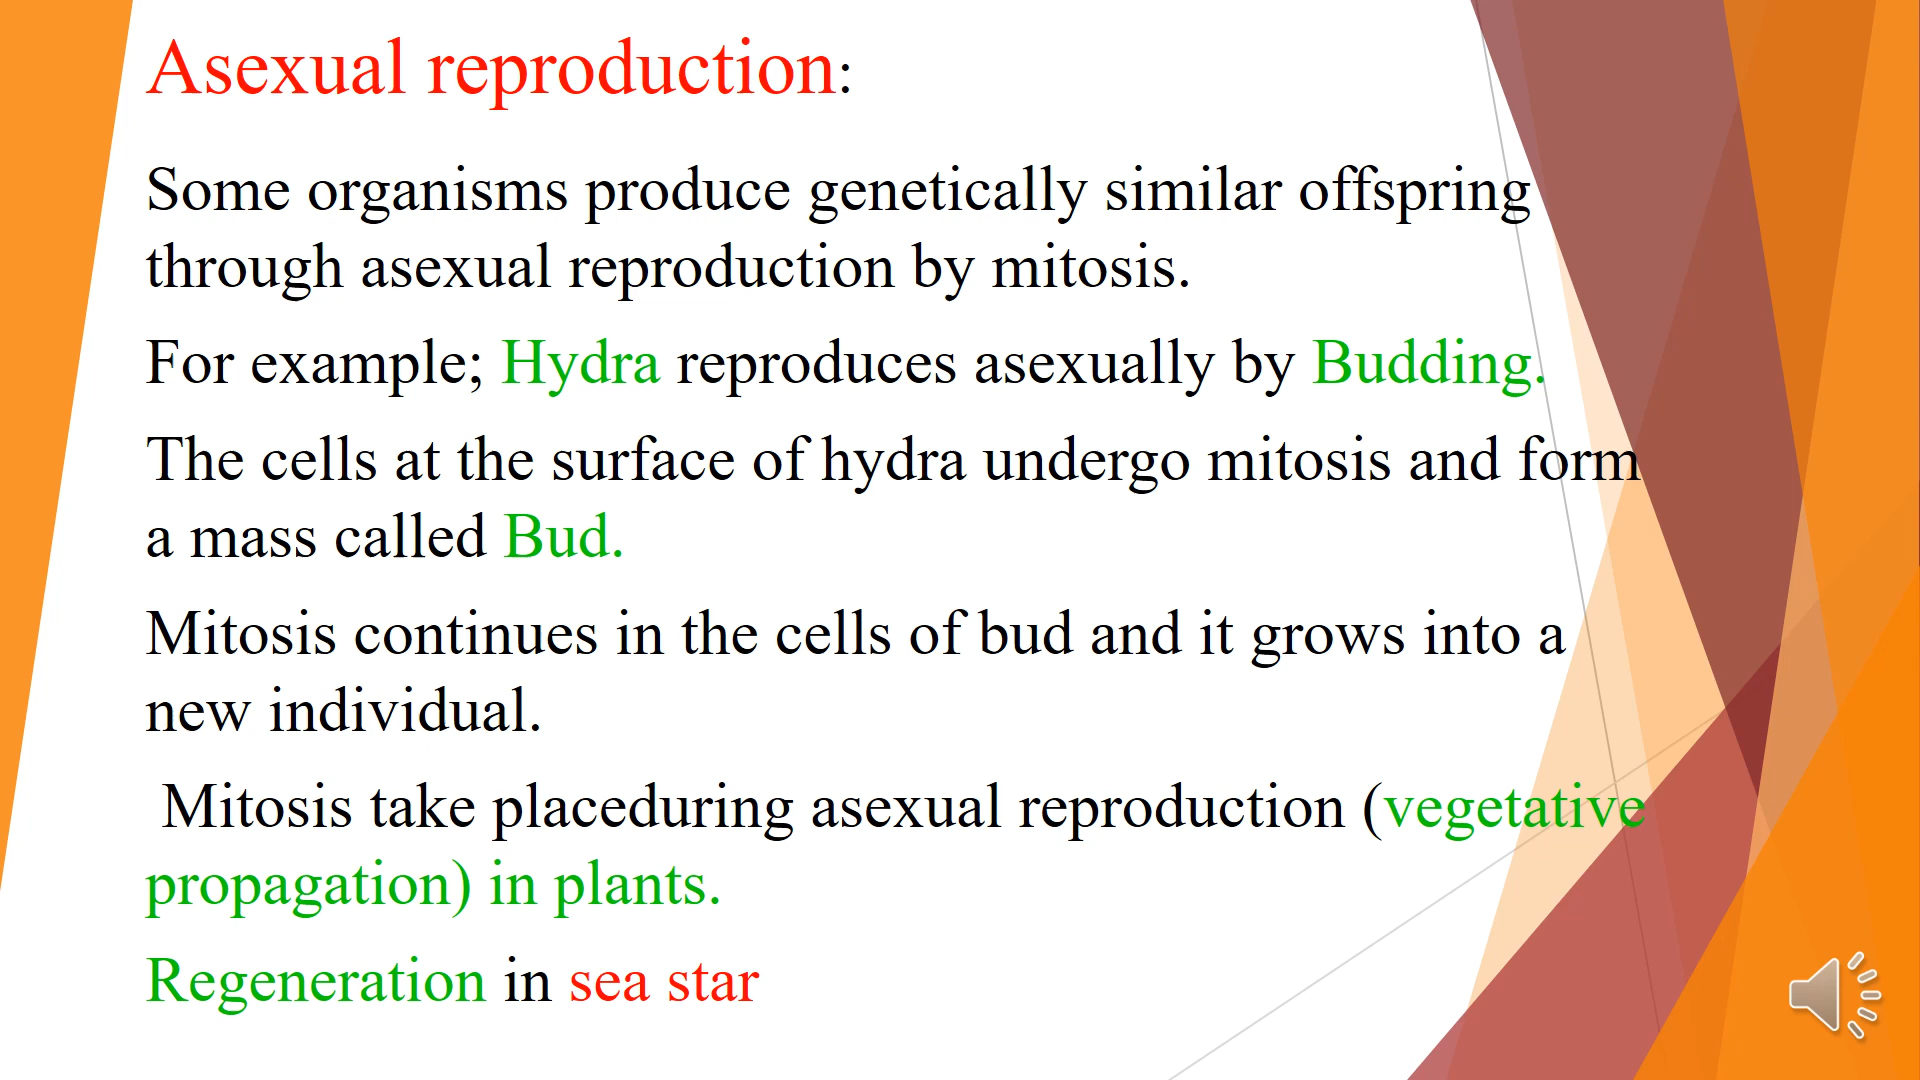 Asexual reproduction:
Some organisms produce genetically similar offspring
through asexual reproduction by mitosis.
For example; Hydra reproduces asexually by Budding.
The cells at the surface of hydra undergo mitosis and form
a mass called Bud.
Mitosis continues in the cells of bud and it grows into a
new individual.
Mitosis take placeduring asexual reproduction (vegetative
propagation) in plants.
Regeneration in sea star